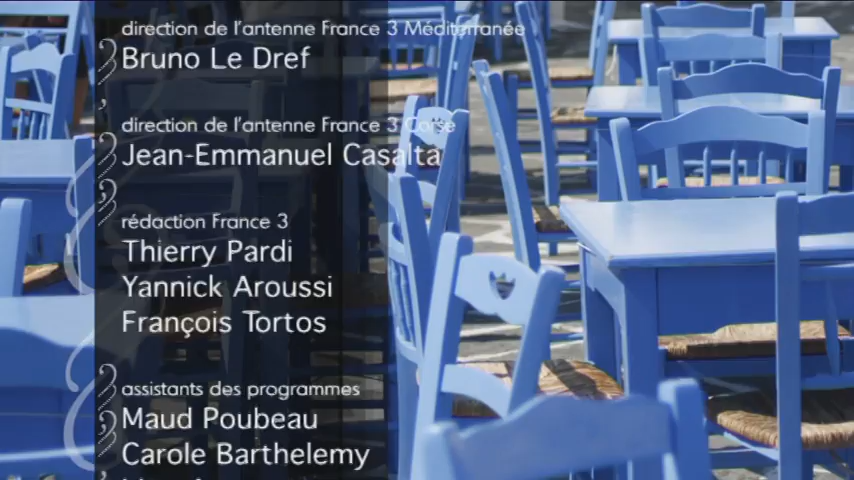 direction de l'antenne France 3 Méditerranée
Bruno Le Dref
direction de l'antenne France 3 Corse
Jean-Emmanuel Casalta
rédaction France 3
Thierry Pardi
Yannick Aroussi
François Tortos
assistants des programmes
Maud Poubeau
Carole Barthelemy